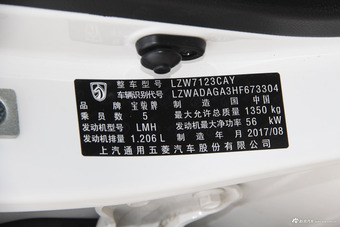 整车型号 LZW7123CAY
车辆识别代号 LZWADAGA3HF673304
品牌 宝骏牌 制造国 中国
乘员数 5 最大允许总质量 1350 kg
发动机型号 LMH 发动机最大净功率 56 kW
发动机排量 1.206 L 制造年月 2017/08
上汽通用五菱汽车股份有限公司